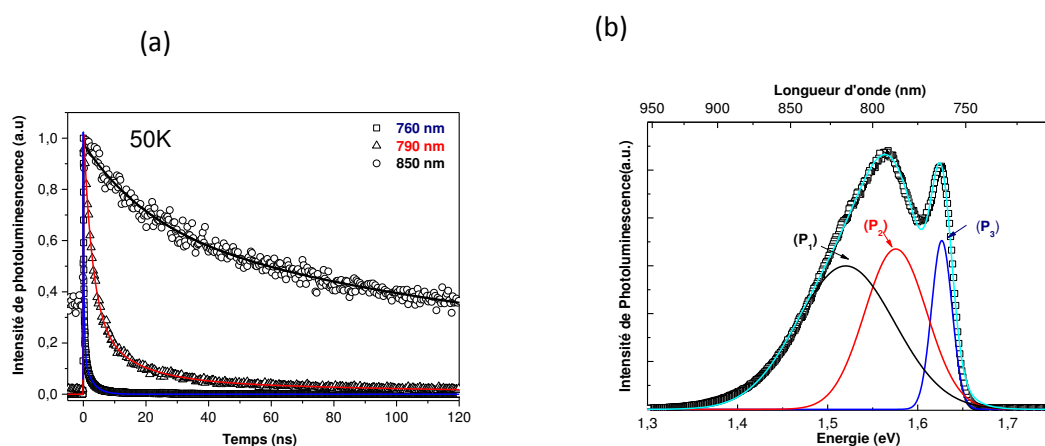 (a)
(b)
50K
760 nm
790 nm
850 nm
Intensité de photoluminesncence (a.u)
1,0
0,8
0,6
0,4
0,2
0,0
0 20 40 60 80 100 120
Temps (ns)
Longueur d'onde (nm)
950 900 850 800 750
(P₁)
(P₂)
(P₃)
Intensité de Photoluminescence(a.u.)
1,3 1,4 1,5 1,6 1,7
Energie (eV)